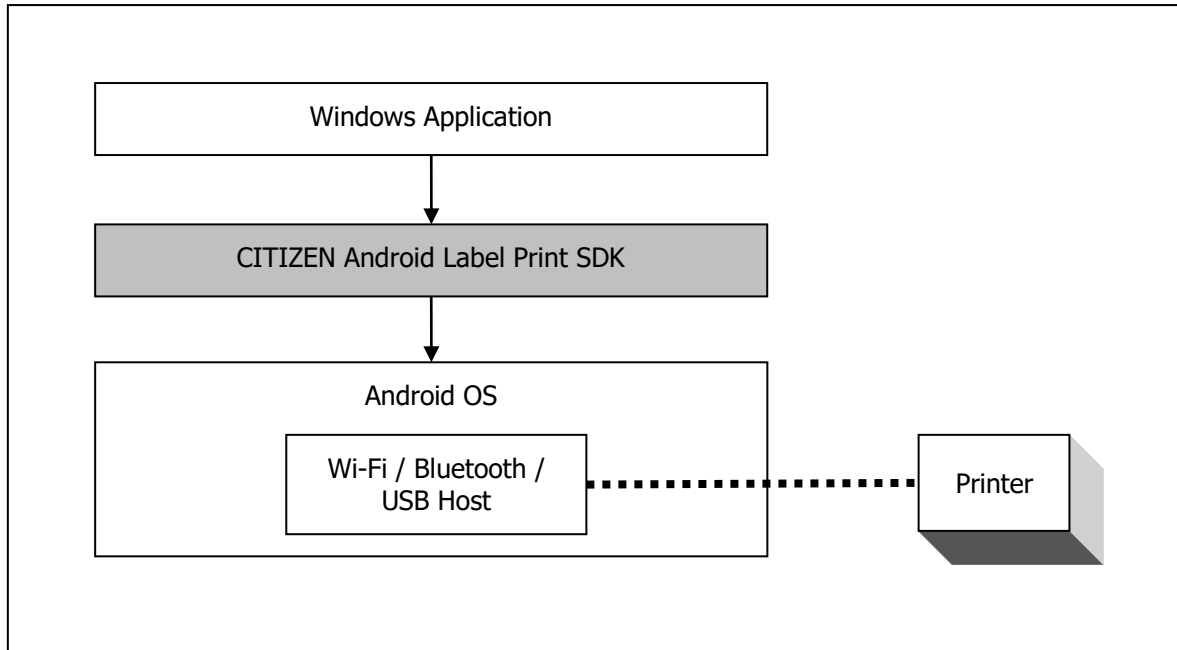 Windows Application
CITIZEN Android Label Print SDK
Android OS
Wi-Fi / Bluetooth /
USB Host
Printer